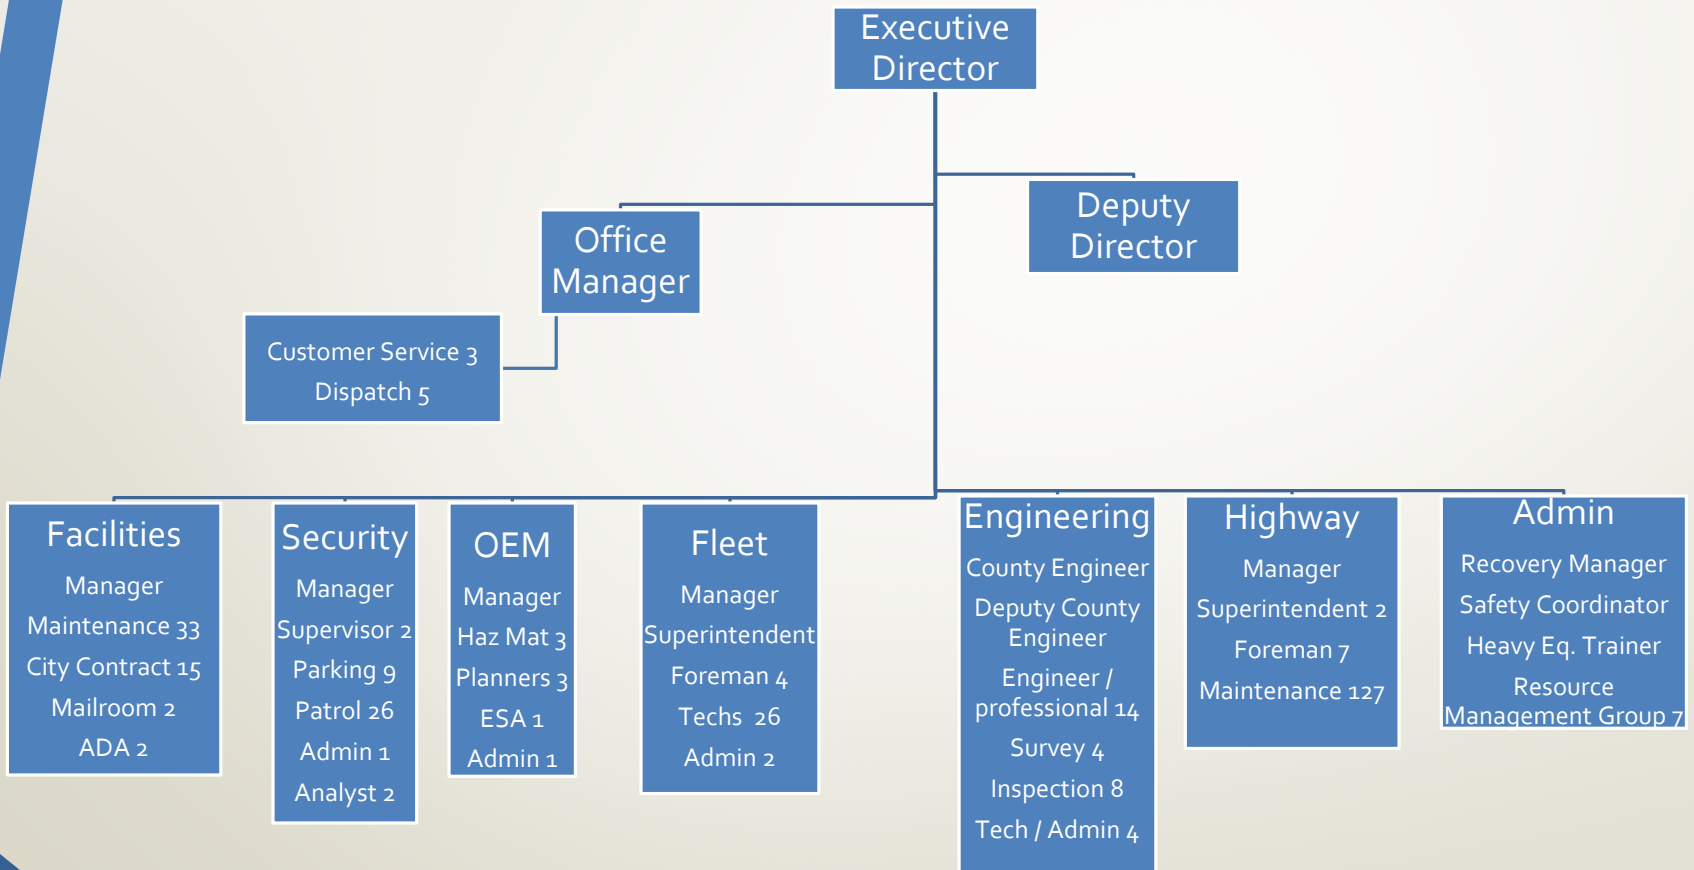 Executive
Director
Deputy
Director
Office
Manager
Customer Service 3
Dispatch 5
Facilities
Manager
Maintenance 33
City Contract 15
Mailroom 2
ADA 2
Security
Manager
Supervisor 2
Parking 9
Patrol 26
Admin 1
Analyst 2
OEM
Manager
Haz Mat 3
Planners 3
ESA 1
Admin 1
Fleet
Manager
Superintendent
Foreman 4
Techs 26
Admin 2
Engineering
County Engineer
Deputy County
Engineer
Engineer /
professional 14
Survey 4
Inspection 8
Tech / Admin 4
Highway
Manager
Superintendent 2
Foreman 7
Maintenance 127
Admin
Recovery Manager
Safety Coordinator
Heavy Eq. Trainer
Resource
Management Group 7